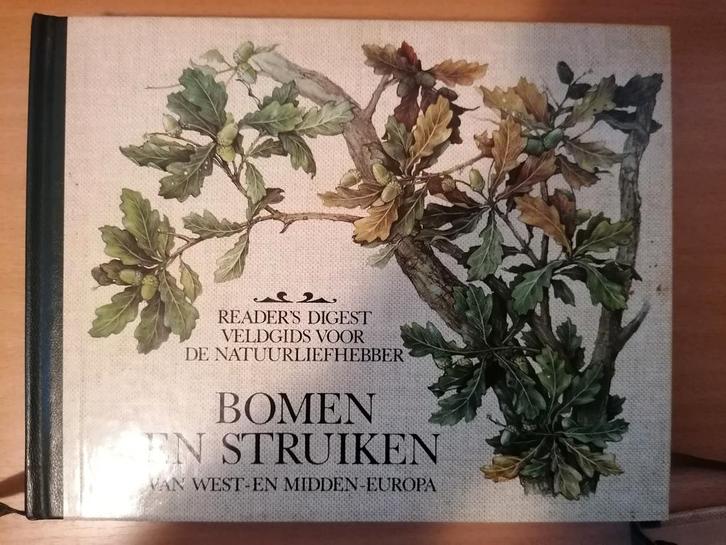 READER'S DIGEST
VELDGIDS VOOR
DE NATUURLIEFHEBBER
BOMEN
EN STRUIKEN
VAN WEST-EN MIDDEN-EUROPA